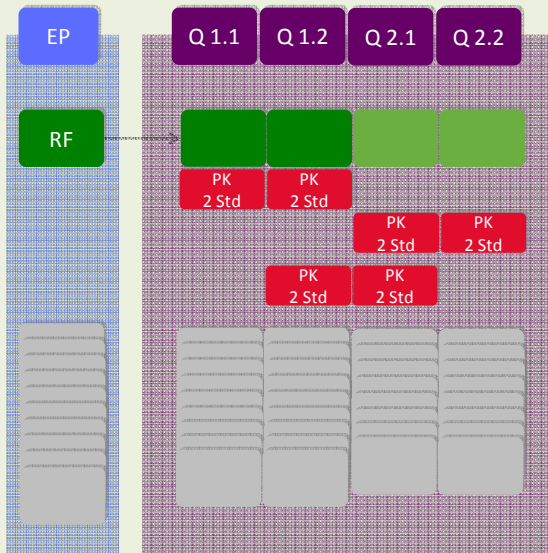 EP
Q 1.1 Q 1.2 Q 2.1 Q 2.2
RF
PK PK
2 Std 2 Std
PK PK
2 Std 2 Std
PK PK
2 Std 2 Std